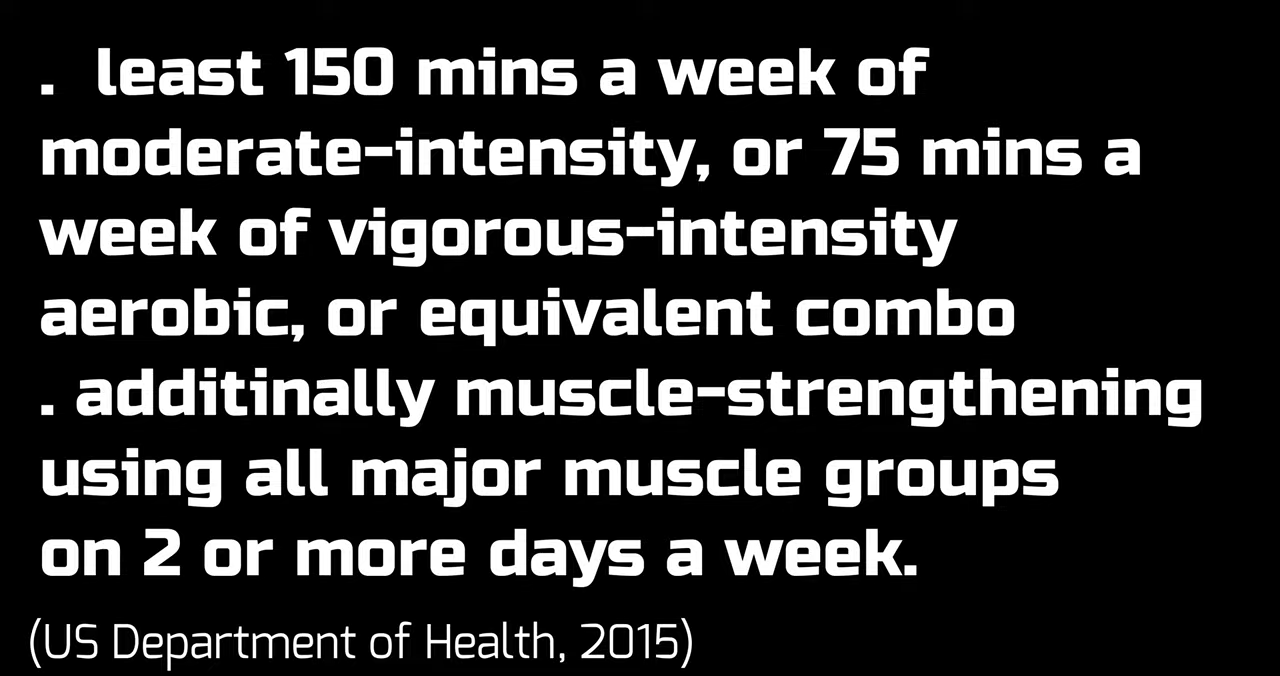 . least 150 mins a week of
moderate-intensity, or 75 mins a
week of vigorous-intensity
aerobic, or equivalent combo
. additinally muscle-strengthening
using all major muscle groups
on 2 or more days a week.
(US Department of Health, 2015)